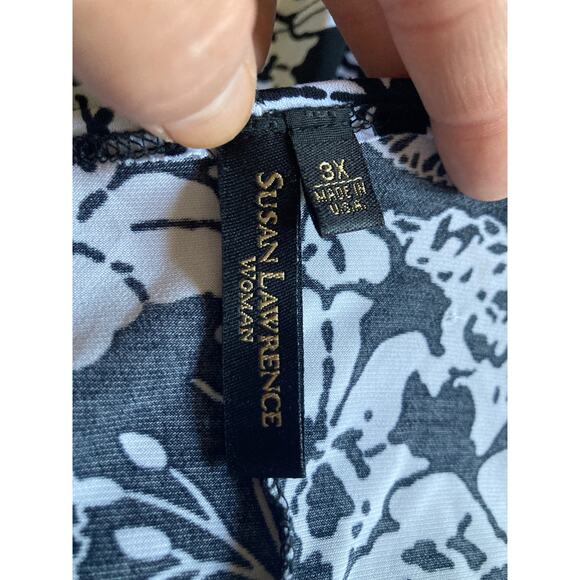 SUSAN LAWRENCE
WOMAN
3X
MADE IN
U.S.A.